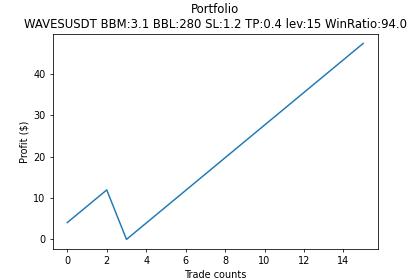 Portfolio
WAVESUSDT BBM:3.1 BBL:280 SL:1.2 TP:0.4 lev:15 WinRatio:94.0
Profit ($)
40
30
20
10
0
0 2 4 6 8 10 12 14
Trade counts